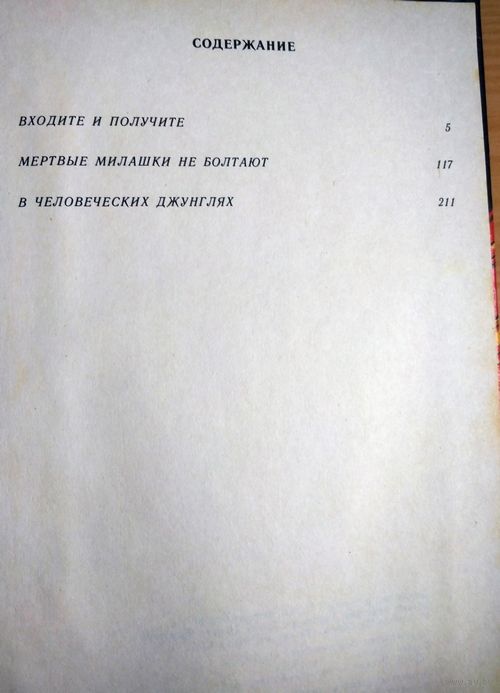 СОДЕРЖАНИЕ
ВХОДИТЕ И ПОЛУЧИТЕ 5
МЕРТВЫЕ МИЛАШКИ НЕ БОЛТАЮТ 117
В ЧЕЛОВЕЧЕСКИХ ДЖУНГЛЯХ 211